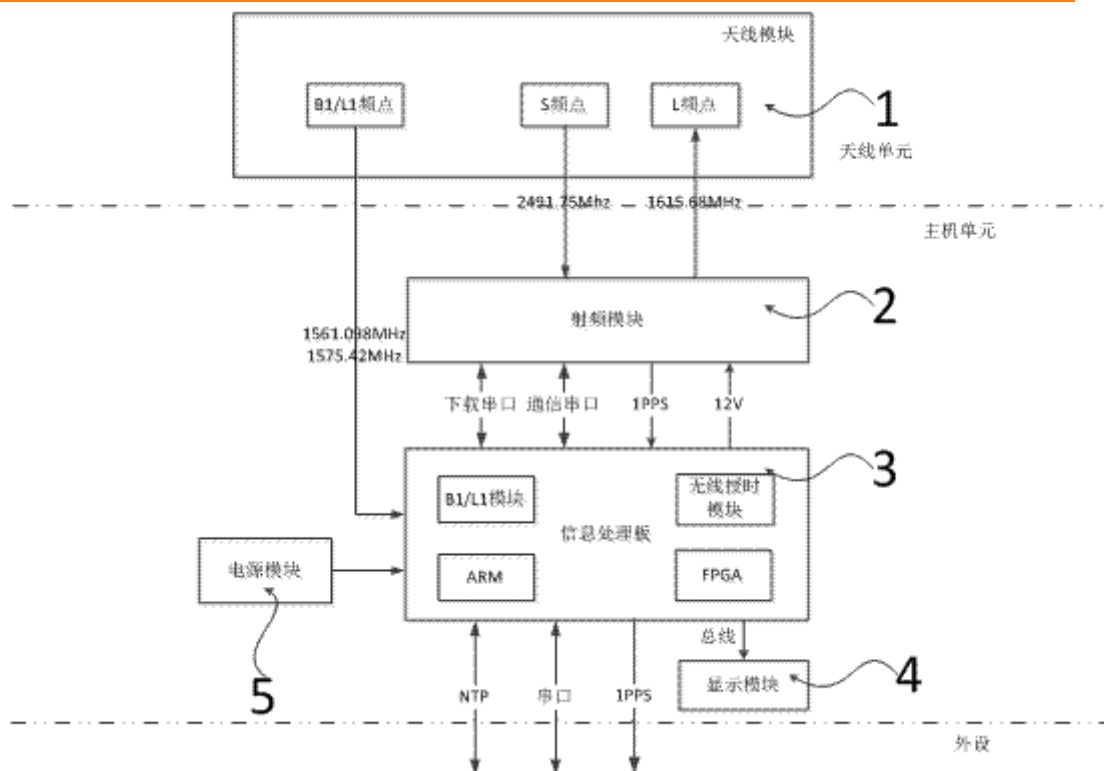 天线模块
B1/L1频点
S频点
L频点
1
天线单元
2491.75Mhz
1615.68MHz
主机单元
2
射频模块
1561.098MHz
1575.42MHz
下载串口
通信串口
1PPS
12V
3
B1/L1模块
无线授时
模块
信息处理板
电源模块
ARM
FPGA
总线
5
4
显示模块
NTP
串口
1PPS
外设